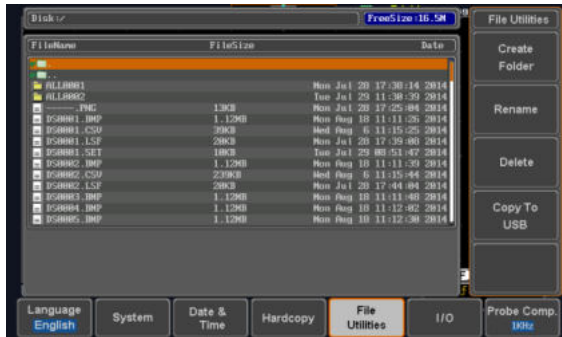 Disk:/ FreeSize:16.5M
FileName FileSize Date
.
..
ALL0001 Mon Jul 28 17:30:14 2014
ALL0002 Tue Jul 29 11:30:39 2014
.PNG 13KB Mon Jul 28 17:25:04 2014
DS0001.BMP 1.12MB Mon Aug 18 11:11:26 2014
DS0001.CSV 39KB Wed Aug 6 11:15:25 2014
DS0001.LSF 20KB Mon Jul 28 17:39:08 2014
DS0001.SET 10KB Tue Jul 29 08:51:47 2014
DS0002.BMP 1.12MB Mon Aug 18 11:11:39 2014
DS0002.CSV 239KB Wed Aug 6 11:15:44 2014
DS0002.LSF 20KB Mon Jul 28 17:44:04 2014
DS0003.BMP 1.12MB Mon Aug 18 11:11:48 2014
DS0004.BMP 1.12MB Mon Aug 18 11:12:02 2014
DS0005.BMP 1.12MB Mon Aug 18 11:12:30 2014
File Utilities
Create
Folder
Rename
Delete
Copy To
USB
Language
English
System
Date &
Time
Hardcopy
File
Utilities
I/O
Probe Comp.
1KHz